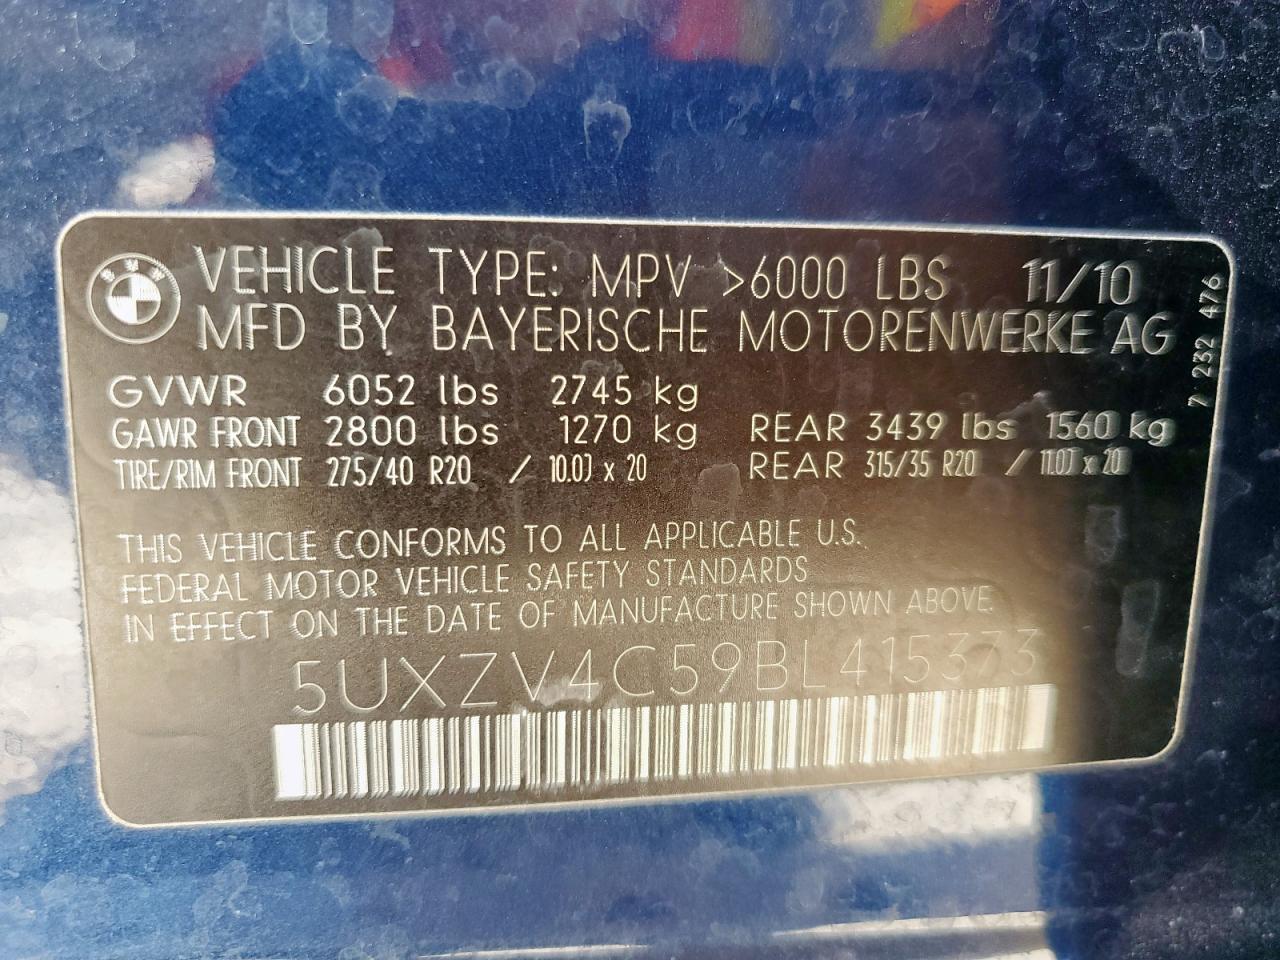 BMW
VEHICLE TYPE: MPV >6000 LBS 11/10
MFD BY BAYERISCHE MOTORENWERKE AG
7 232 476
GVWR 6052 lbs 2745 kg
GAWR FRONT 2800 lbs 1270 kg REAR 3439 lbs 1560 kg
TIRE/RIM FRONT 275/40 R20 / 10.0J x 20 REAR 315/35 R20 / 11.0J x 20
THIS VEHICLE CONFORMS TO ALL APPLICABLE U.S.
FEDERAL MOTOR VEHICLE SAFETY STANDARDS
IN EFFECT ON THE DATE OF MANUFACTURE SHOWN ABOVE.
5UXZV4C59BL415373